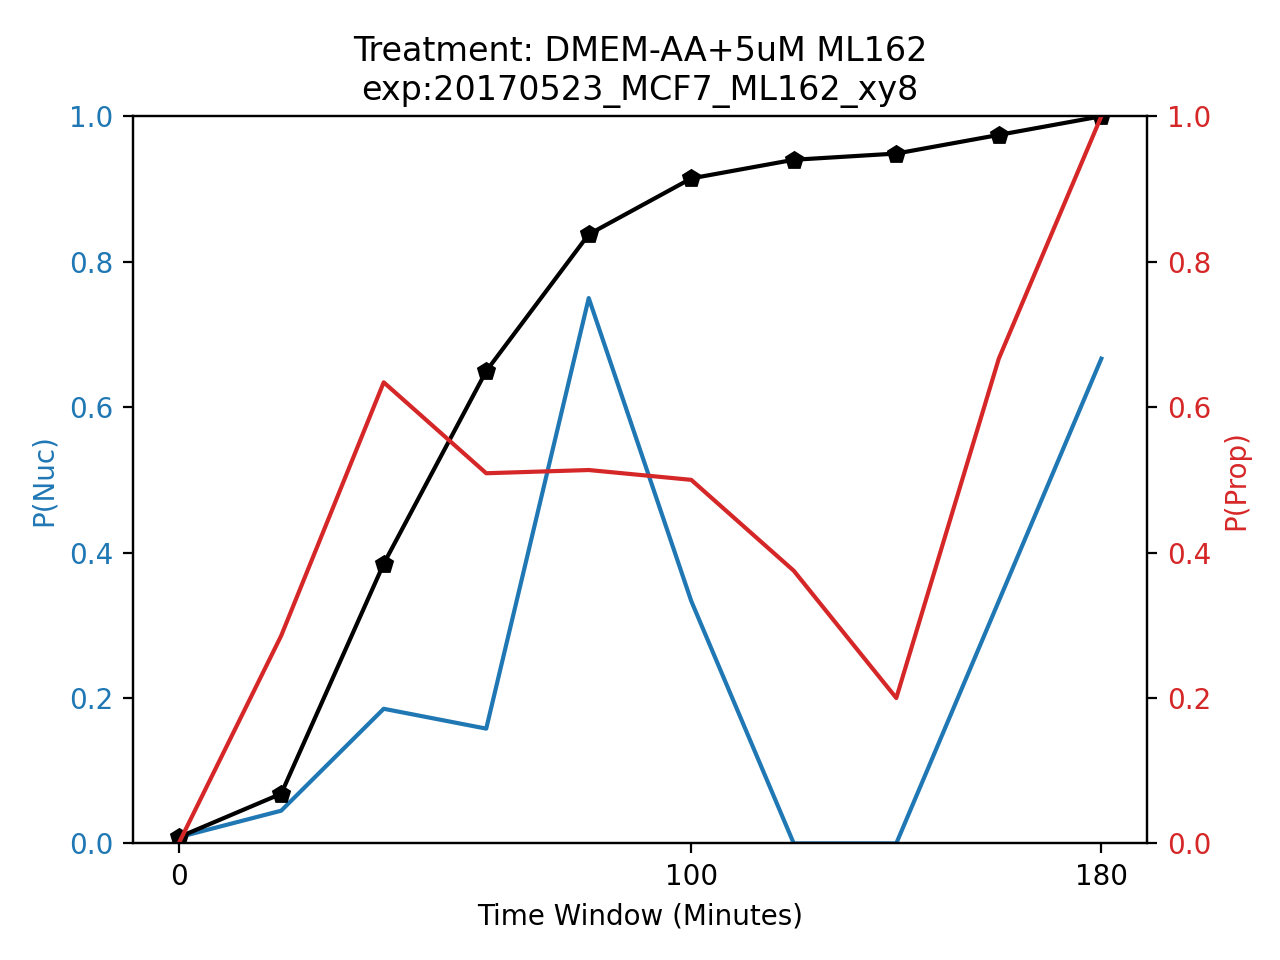 Treatment: DMEM-AA+5uM ML162
exp:20170523_MCF7_ML162_xy8
1.0
0.8
0.6
0.4
0.2
0.0
P(Nuc)
1.0
0.8
0.6
0.4
0.2
0.0
P(Prop)
0 100 180
Time Window (Minutes)